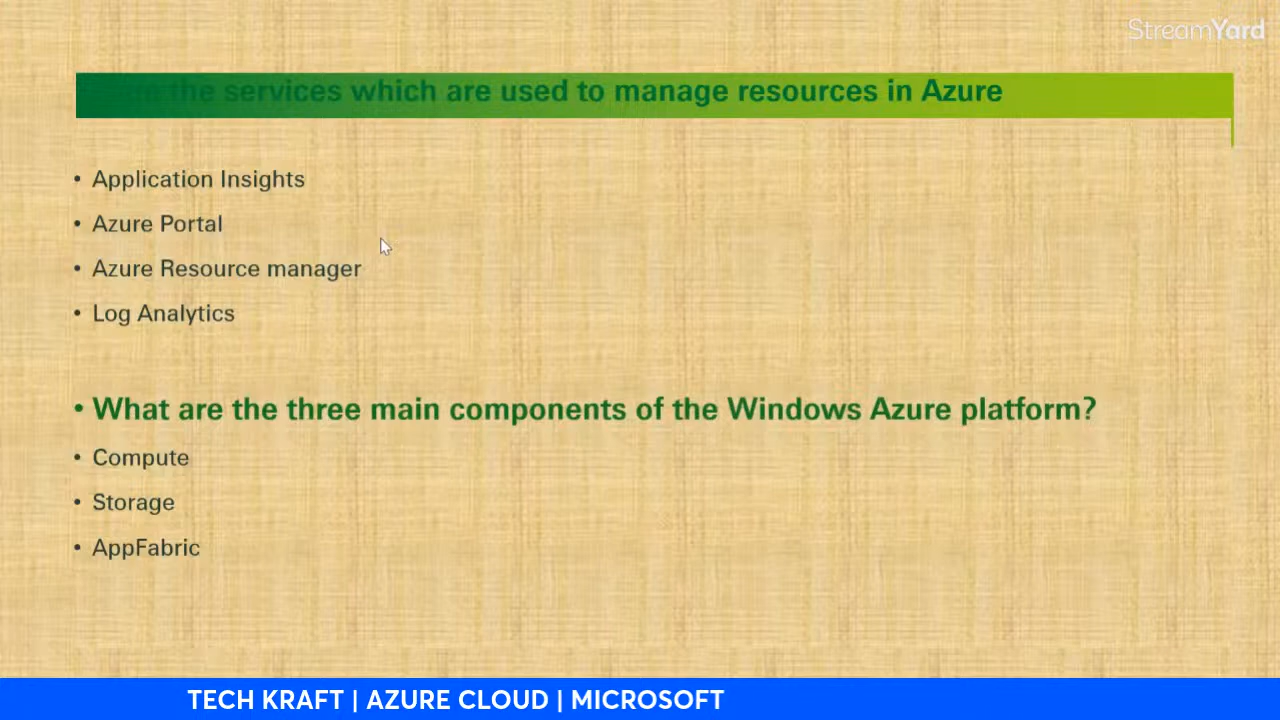 StreamYard
the services which are used to manage resources in Azure
• Application Insights
• Azure Portal
• Azure Resource manager
• Log Analytics
• What are the three main components of the Windows Azure platform?
• Compute
• Storage
• AppFabric
TECH KRAFT | AZURE CLOUD | MICROSOFT